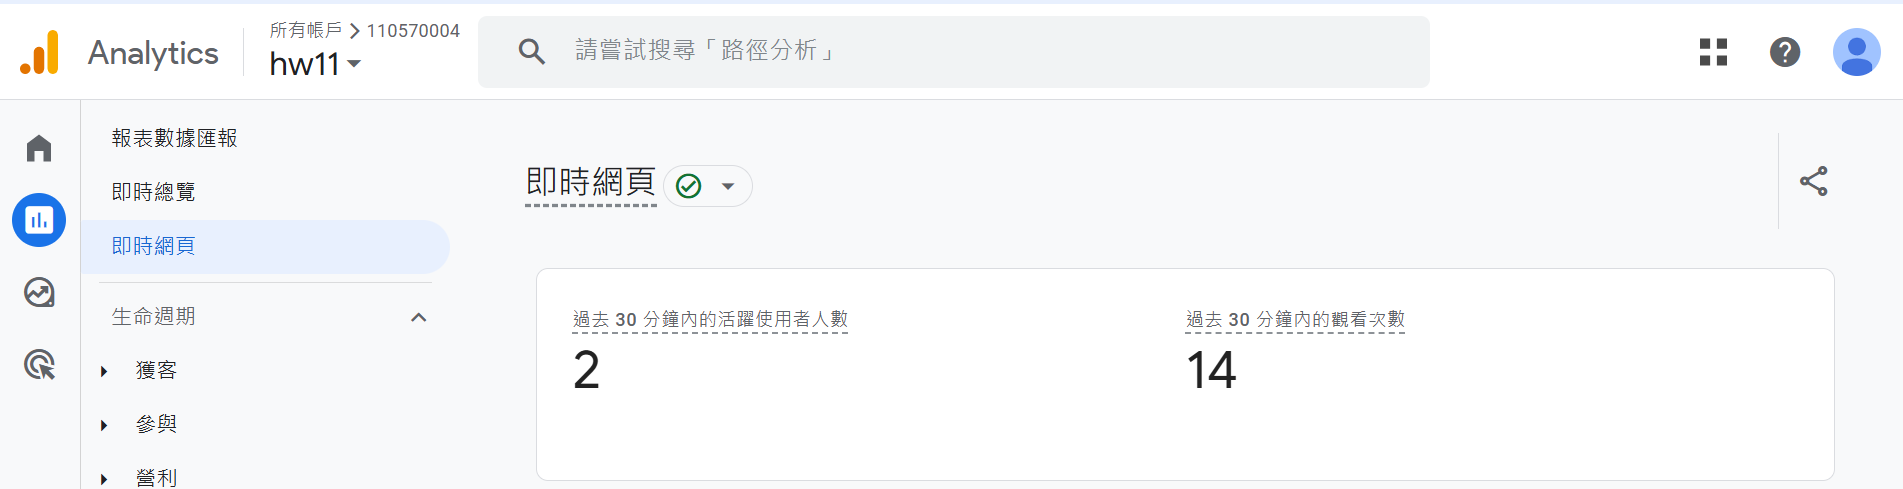 Analytics
所有帳戶 > 110570004
hw11
請嘗試搜尋「路徑分析」
報表數據匯報
即時總覽
即時網頁
生命週期
獲客
參與
營利
即時網頁
過去 30 分鐘內的活躍使用者人數
2
過去 30 分鐘內的觀看次數
14